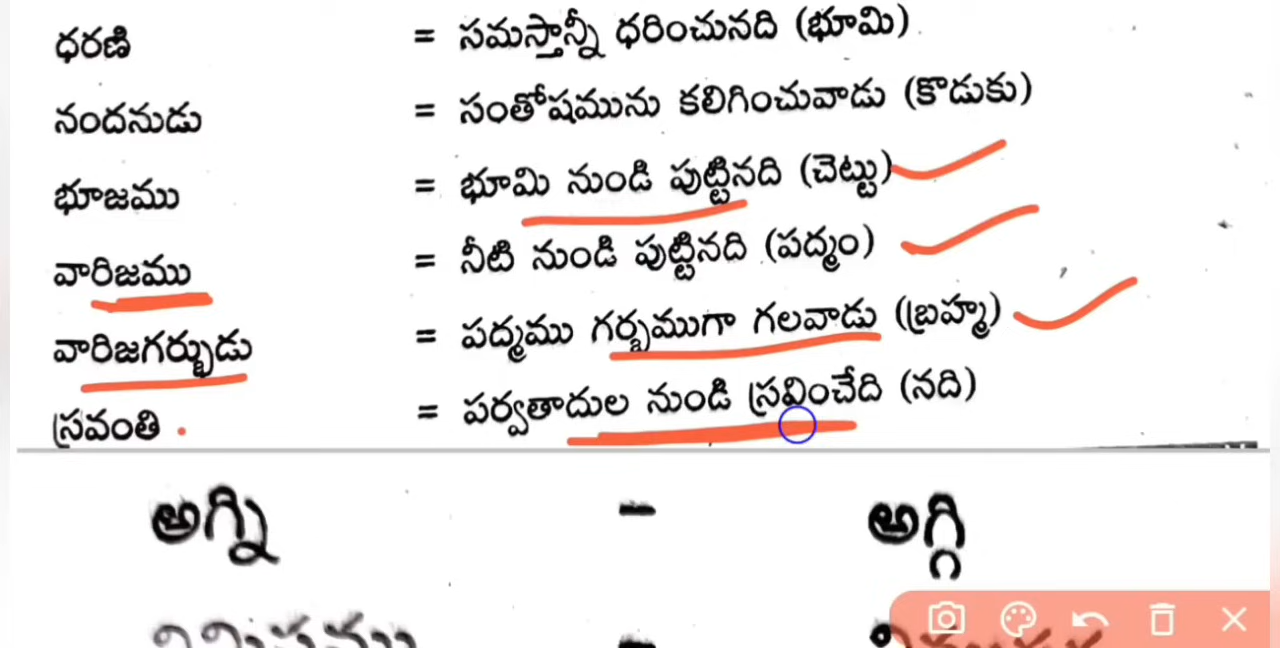 ధరణి = సమస్తాన్నీ ధరించునది (భూమి)
నందనుడు = సంతోషమును కలిగించువాడు (కొడుకు)
భూజము = భూమి నుండి పుట్టినది (చెట్టు)
వారిజము = నీటి నుండి పుట్టినది (పద్మం)
వారిజగర్భుడు = పద్మము గర్భముగా గలవాడు (బ్రహ్మ)
స్రవంతి = పర్వతాదుల నుండి స్రవించేది (నది)
అగ్ని - అగ్గి